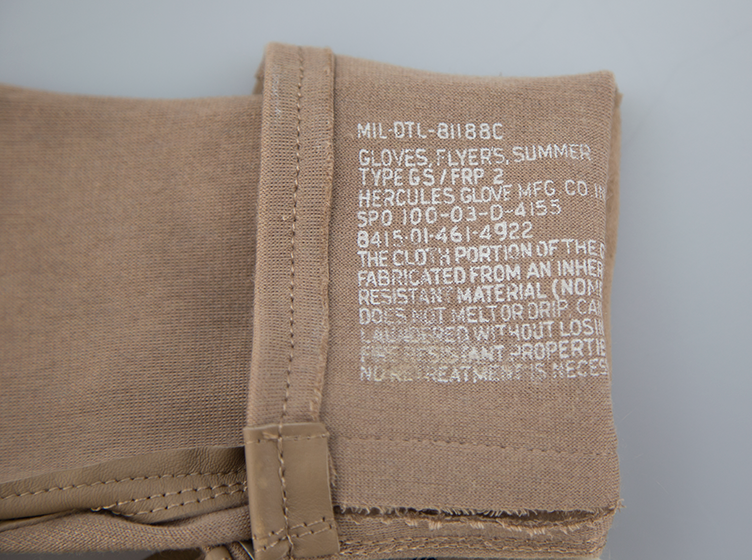 MIL-DTL-81188C
GLOVES, FLYER'S, SUMMER
TYPE GS / FRP 2
HERCULES GLOVE MFG. CO IN
SPO 100-03-D-4155
8415-01-461-4922
THE CLOTH PORTION OF THE
FABRICATED FROM AN INHER
RESISTANT MATERIAL (NOM
DOES NOT MELT OR DRIP. CAN
LAUNDERED WITHOUT LOSIN
FIRE RESISTANT PROPERTIE
NO RETREATMENT IS NECES